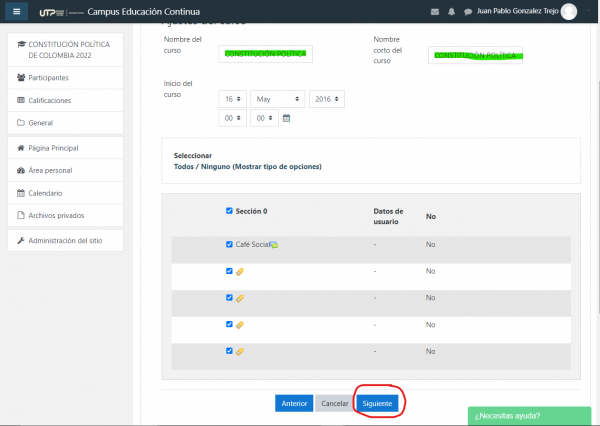 UTP
Campus Educación Continua
Juan Pablo Gonzalez Trejo
Ajustes del curso
CONSTITUCIÓN POLÍTICA
DE COLOMBIA 2022
Participantes
Calificaciones
General
Página Principal
Área personal
Calendario
Archivos privados
Administración del sitio
Nombre del
curso
CONSTITUCIÓN POLÍTICA
Nombre
corto del
curso
CONSTITUCIÓN POLÍTICA
Inicio del
curso
16 May 2016
00 00
Seleccionar
Todos / Ninguno (Mostrar tipo de opciones)
Sección 0
Datos de
usuario
No
Café Social - No
- No
- No
- No
- No
Anterior Cancelar Siguiente
¿Necesitas ayuda?